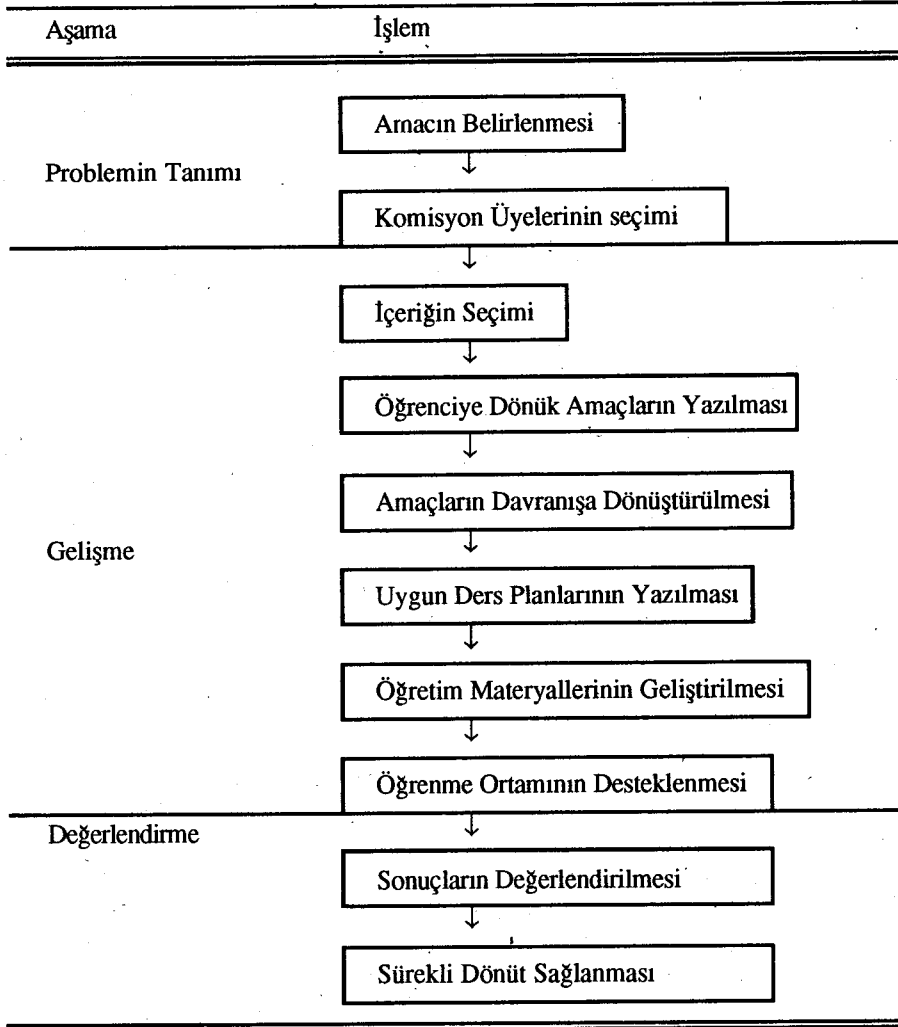 Aşama İşlem
Amacın Belirlenmesi
Problemin Tanımı
Komisyon Üyelerinin seçimi
İçeriğin Seçimi
Öğrenciye Dönük Amaçların Yazılması
Amaçların Davranışa Dönüştürülmesi
Gelişme
Uygun Ders Planlarının Yazılması
Öğretim Materyallerinin Geliştirilmesi
Öğrenme Ortamının Desteklenmesi
Değerlendirme
Sonuçların Değerlendirilmesi
Sürekli Dönüt Sağlanması